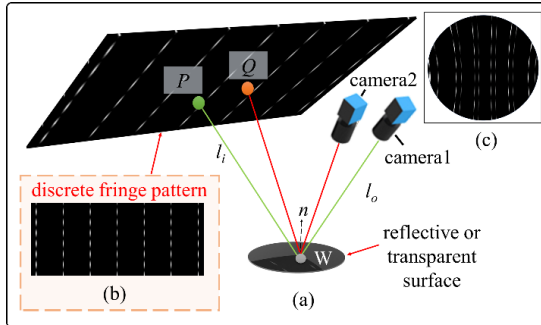 P
Q
camera2
camera1
(c)
l_i
l_o
discrete fringe pattern
n
W
reflective or
transparent
surface
(a)
(b)